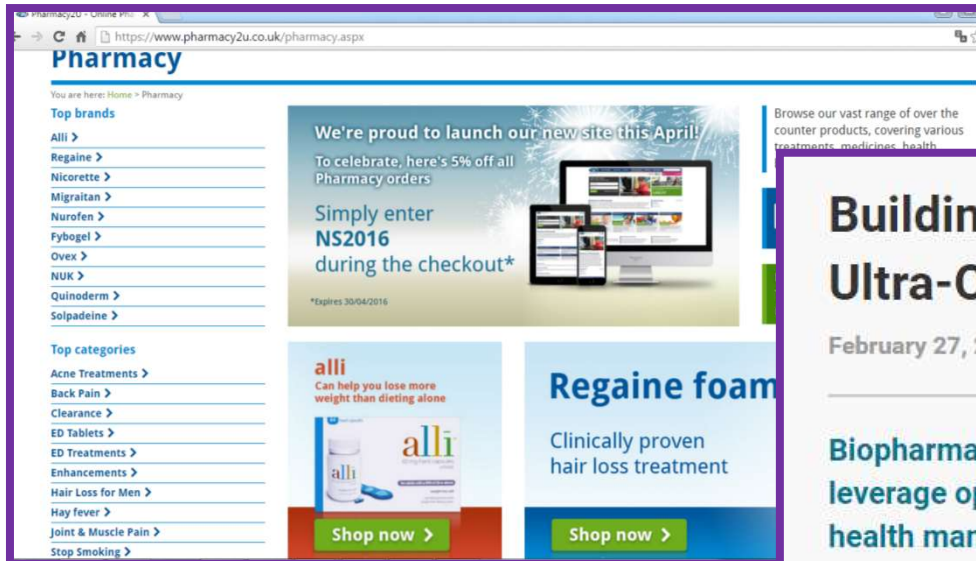 Pharmacy2U - Online Pha
https://www.pharmacy2u.co.uk/pharmacy.aspx
Pharmacy
You are here: Home > Pharmacy
Top brands
Alli >
Regaine >
Nicorette >
Migraitan >
Nurofen >
Fybogel >
Ovex >
NUK >
Quinoderm >
Solpadeine >
Top categories
Acne Treatments >
Back Pain >
Clearance >
ED Tablets >
ED Treatments >
Enhancements >
Hair Loss for Men >
Hay fever >
Joint & Muscle Pain >
Stop Smoking >
We're proud to launch our new site this April!
To celebrate, here's 5% off all
Pharmacy orders
Simply enter
NS2016
during the checkout*
*Expires 30/04/2016
alli
Can help you lose more
weight than dieting alone
alli
alli
Shop now >
Regaine foam
Clinically proven
hair loss treatment
Shop now >
Browse our vast range of over the
counter products, covering various
treatments, medicines, health
Buildin
Ultra-C
February 27,
Biopharma
leverage op
health mar